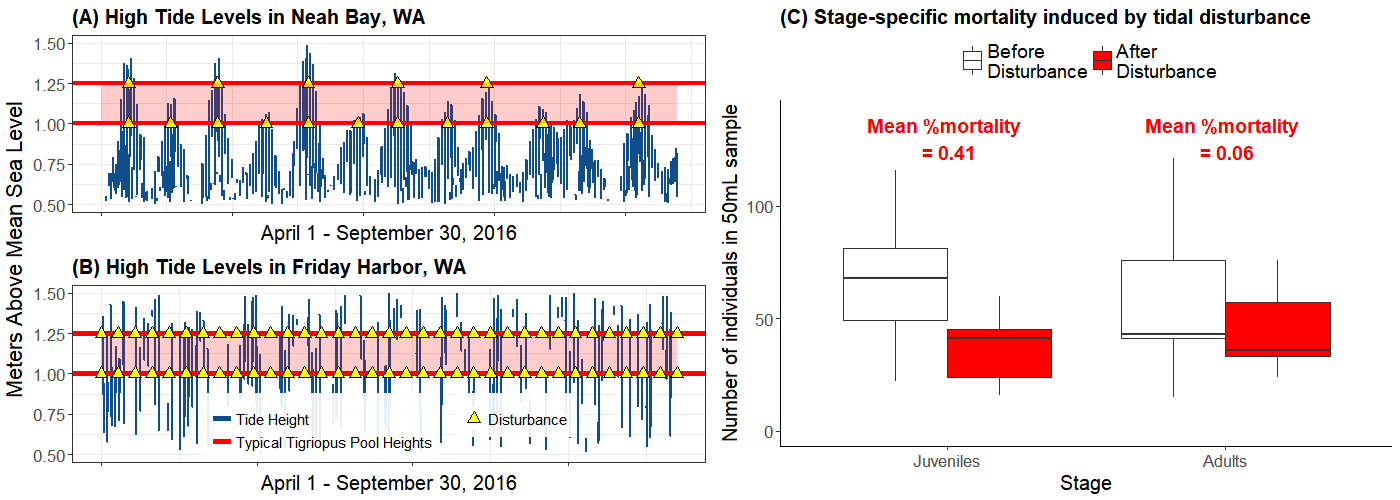 (A) High Tide Levels in Neah Bay, WA
1.50
1.25
1.00
0.75
0.50
April 1 - September 30, 2016
Meters Above Mean Sea Level
(B) High Tide Levels in Friday Harbor, WA
1.50
1.25
1.00
0.75
0.50
Tide Height
Disturbance
Typical Tigriopus Pool Heights
April 1 - September 30, 2016
(C) Stage-specific mortality induced by tidal disturbance
Before
Disturbance
After
Disturbance
Mean %mortality
= 0.41
Mean %mortality
= 0.06
Number of individuals in 50mL sample
100
50
0
Juveniles
Adults
Stage